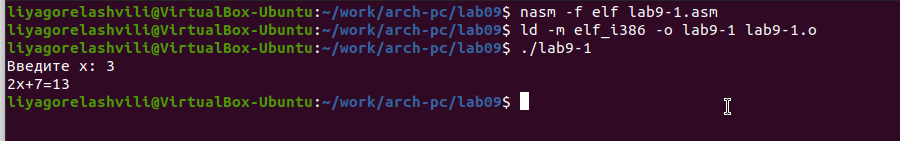 liyagorelashvili@VirtualBox-Ubuntu:~/work/arch-pc/lab09$ nasm -f elf lab9-1.asm
liyagorelashvili@VirtualBox-Ubuntu:~/work/arch-pc/lab09$ ld -m elf_i386 -o lab9-1 lab9-1.o
liyagorelashvili@VirtualBox-Ubuntu:~/work/arch-pc/lab09$ ./lab9-1
Введите x: 3
2x+7=13
liyagorelashvili@VirtualBox-Ubuntu:~/work/arch-pc/lab09$